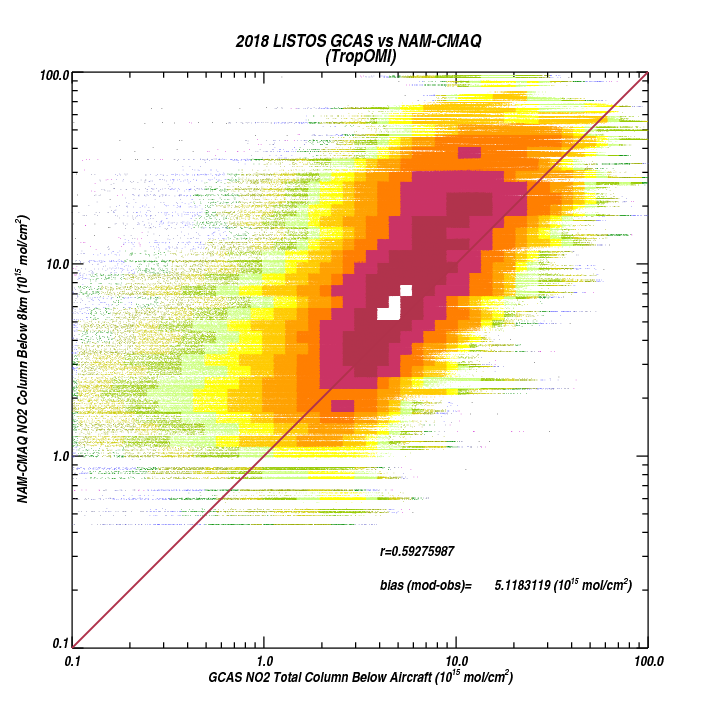 2018 LISTOS GCAS vs NAM-CMAQ
(TropOMI)
100.0
10.0
1.0
0.1
NAM-CMAQ NO2 Column Below 8km (10^15 mol/cm^2)
r=0.59275987
bias (mod-obs)= 5.1183119 (10^15 mol/cm^2)
0.1 1.0 10.0 100.0
GCAS NO2 Total Column Below Aircraft (10^15 mol/cm^2)